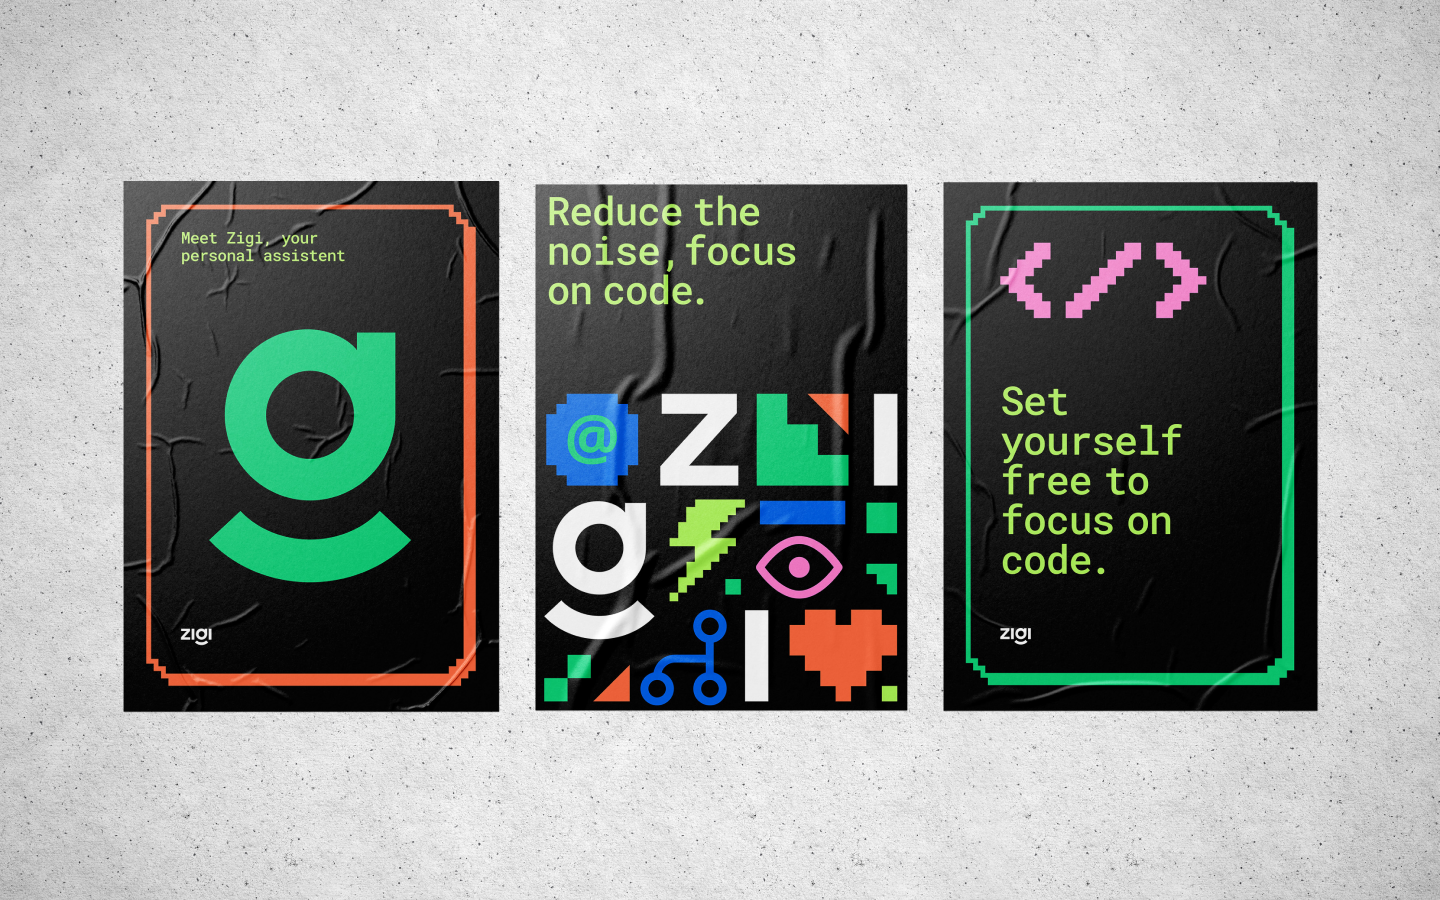 Meet Zigi, your
personal assistent
g
zigi
Reduce the
noise, focus
on code.
@ Z I
g I
</>
Set
yourself
free to
focus on
code.
zigi